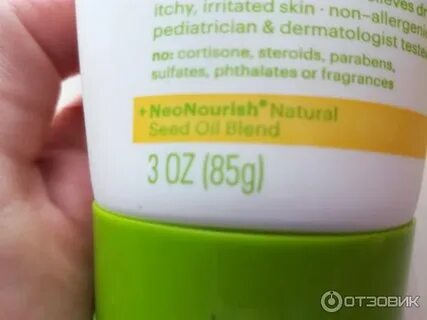 itchy, irritated skin · non-allergenic
pediatrician & dermatologist tested
no: cortisone, steroids, parabens,
sulfates, phthalates or fragrances
+NeoNourish® Natural
Seed Oil Blend
3 OZ (85g)
ОТЗОВИК